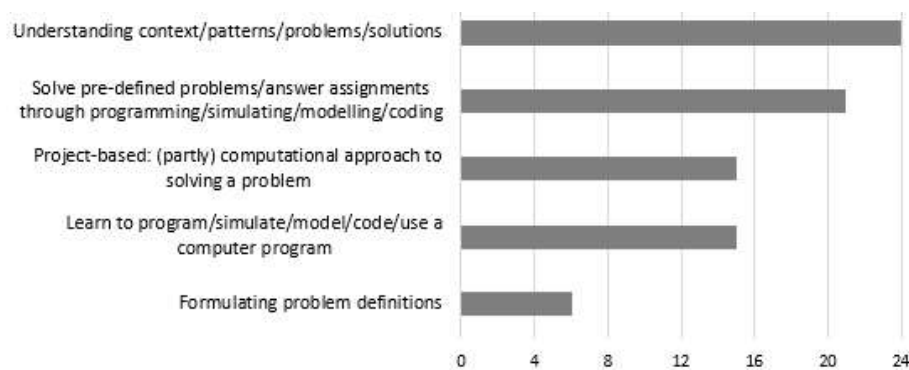 Understanding context/patterns/problems/solutions
Solve pre-defined problems/answer assignments
through programming/simulating/modelling/coding
Project-based: (partly) computational approach to
solving a problem
Learn to program/simulate/model/code/use a
computer program
Formulating problem definitions
0 4 8 12 16 20 24